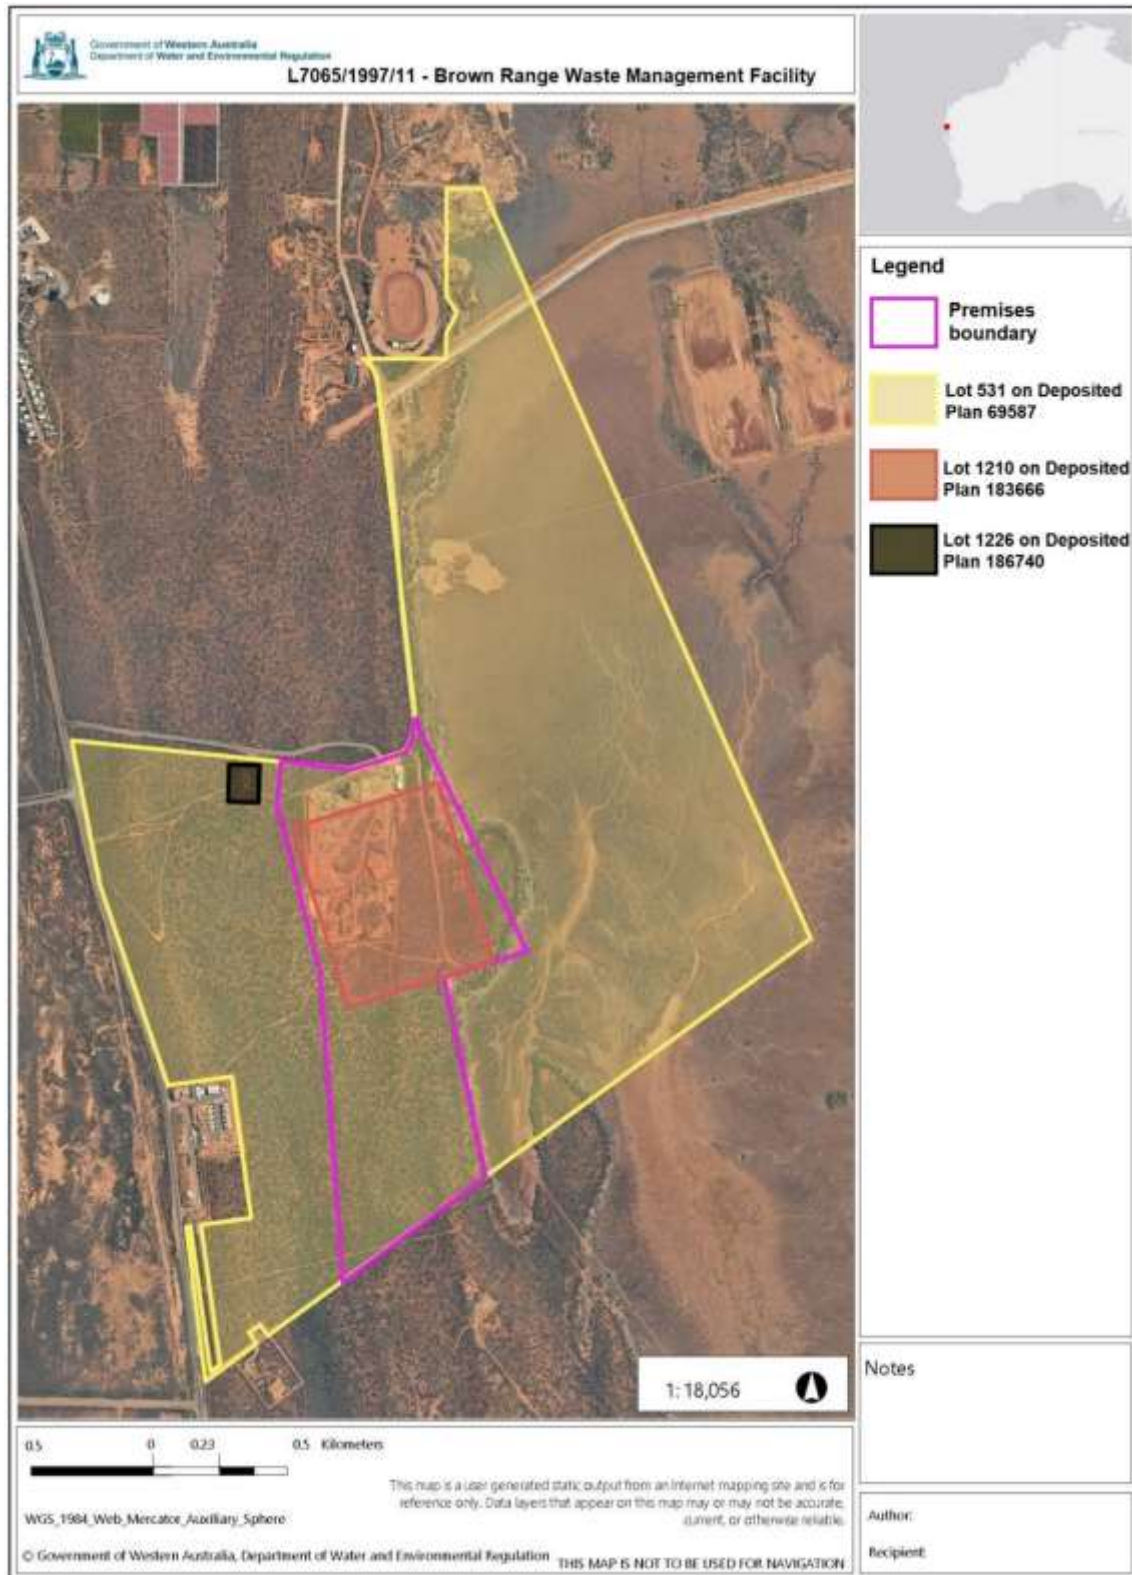 Government of Western Australia
Department of Water and Environmental Regulation
L7065/1997/11 - Brown Range Waste Management Facility
Legend
Premises
boundary
Lot 531 on Deposited
Plan 69587
Lot 1210 on Deposited
Plan 183666
Lot 1226 on Deposited
Plan 186740
1: 18,056
Notes
0.5 0 0.23 0.5 Kilometers
This map is a user generated static output from an Internet mapping site and is for
reference only. Data layers that appear on this map may or may not be accurate,
current, or otherwise reliable.
WGS_1984_Web_Mercator_Auxiliary_Sphere
© Government of Western Australia, Department of Water and Environmental Regulation
THIS MAP IS NOT TO BE USED FOR NAVIGATION
Author:
Recipient: